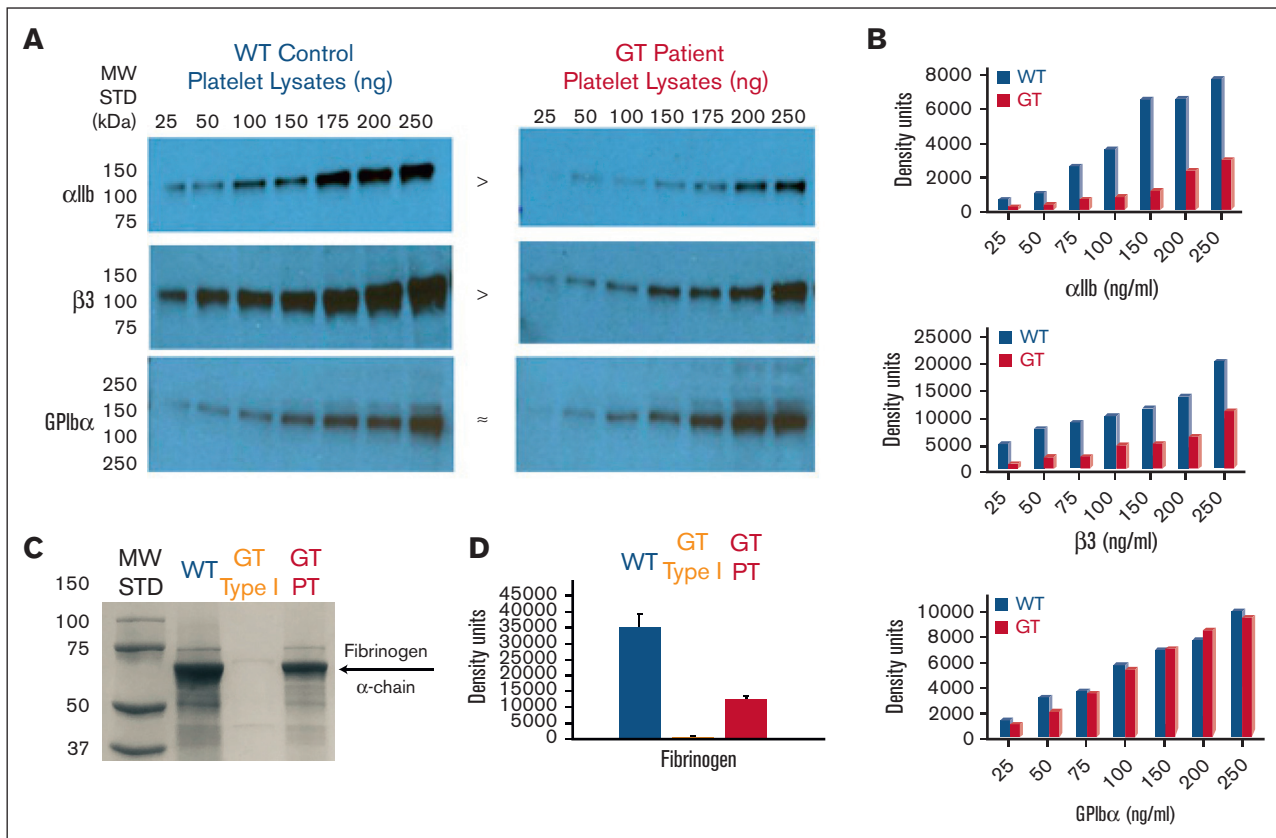 A
WT Control
Platelet Lysates (ng)
GT Patient
Platelet Lysates (ng)
MW
STD
(kDa)
25 50 100 150 175 200 250
25 50 100 150 175 200 250
αIIb
150
100
75
>
β3
150
100
75
>
GPIbα
250
150
100
250
≈
B
Density units
8000
6000
4000
2000
0
WT
GT
25 50 75 100 150 200 250
αIIb (ng/ml)
Density units
25000
20000
15000
10000
5000
0
WT
GT
25 50 75 100 150 200 250
β3 (ng/ml)
Density units
10000
8000
6000
4000
2000
0
WT
GT
25 50 75 100 150 200 250
GPIbα (ng/ml)
C
MW
STD
WT
GT
Type I
GT
PT
150
100
75
50
37
Fibrinogen
α-chain
D
WT
GT
Type I
GT
PT
Density units
45000
40000
35000
30000
25000
20000
15000
10000
5000
0
Fibrinogen